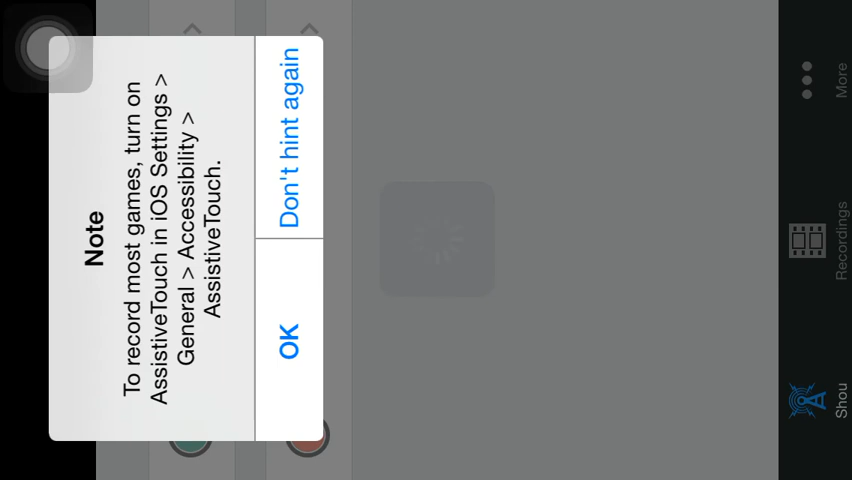 Note
To record most games, turn on
AssistiveTouch in iOS Settings >
General > Accessibility >
AssistiveTouch.
OK
Don't hint again
Shou
Recordings
More